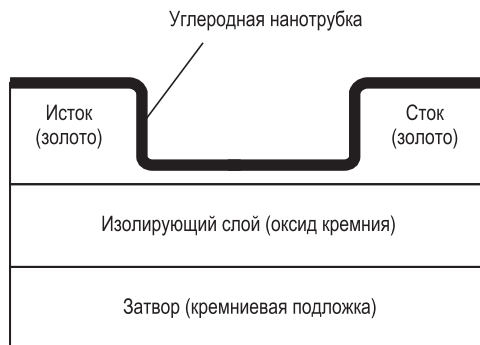 Углеродная нанотрубка
Исток
(золото)
Сток
(золото)
Изолирующий слой (оксид кремния)
Затвор (кремниевая подложка)